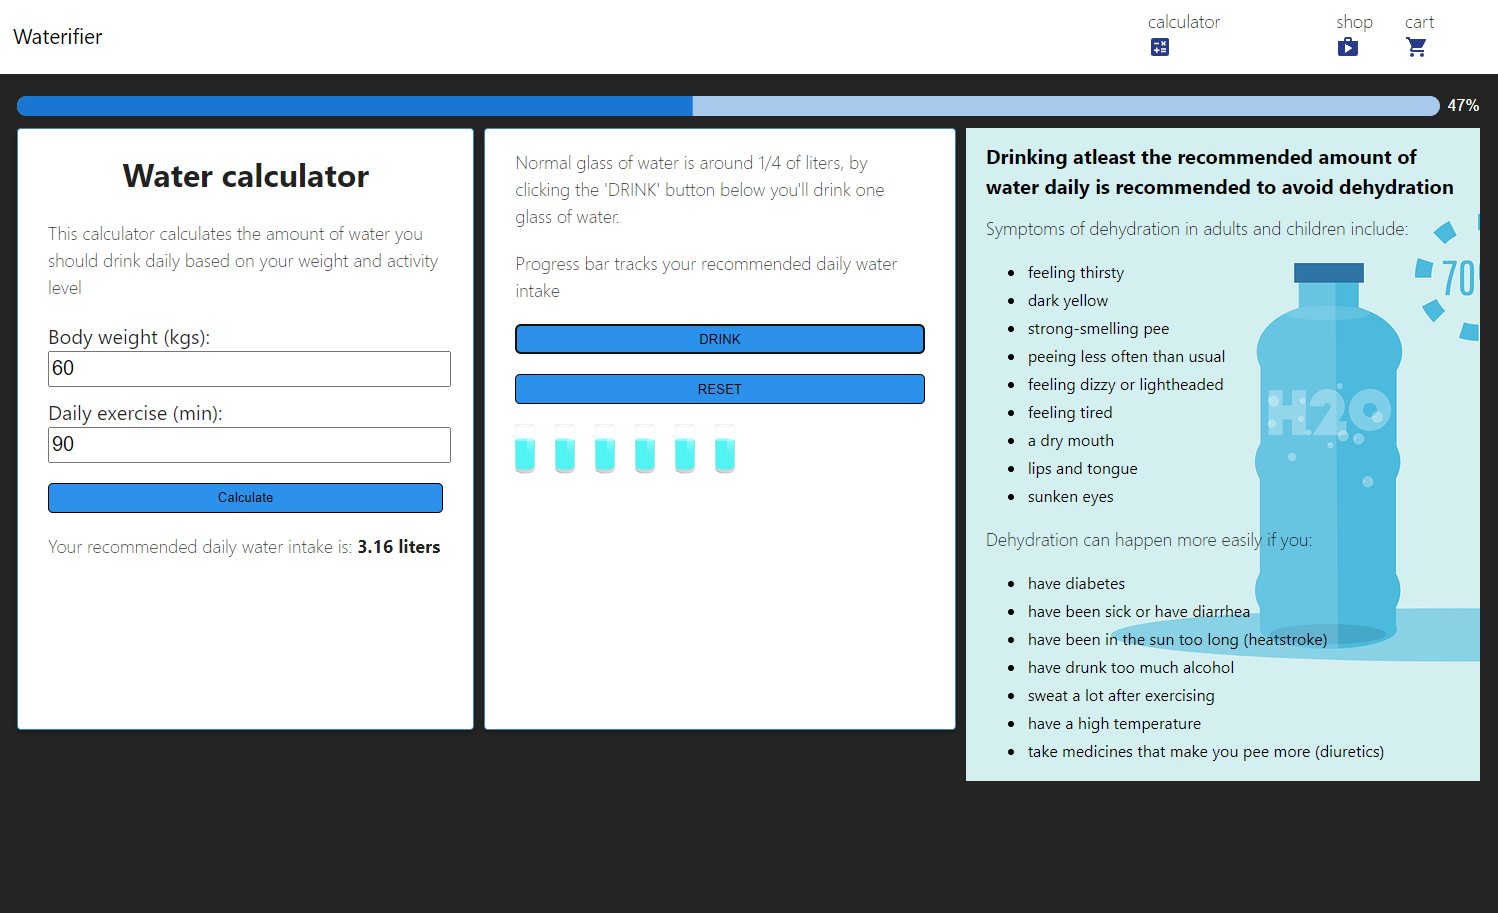 Waterifier
calculator
shop
cart
47%
Water calculator
This calculator calculates the amount of water you
should drink daily based on your weight and activity
level
Body weight (kgs):
60
Daily exercise (min):
90
Calculate
Your recommended daily water intake is: 3.16 liters
Normal glass of water is around 1/4 of liters, by
clicking the 'DRINK' button below you'll drink one
glass of water.
Progress bar tracks your recommended daily water
intake
DRINK
RESET
Drinking atleast the recommended amount of
water daily is recommended to avoid dehydration
Symptoms of dehydration in adults and children include:
feeling thirsty
dark yellow
strong-smelling pee
peeing less often than usual
feeling dizzy or lightheaded
feeling tired
a dry mouth
lips and tongue
sunken eyes
Dehydration can happen more easily if you:
have diabetes
have been sick or have diarrhea
have been in the sun too long (heatstroke)
have drunk too much alcohol
sweat a lot after exercising
have a high temperature
take medicines that make you pee more (diuretics)
70
H2O